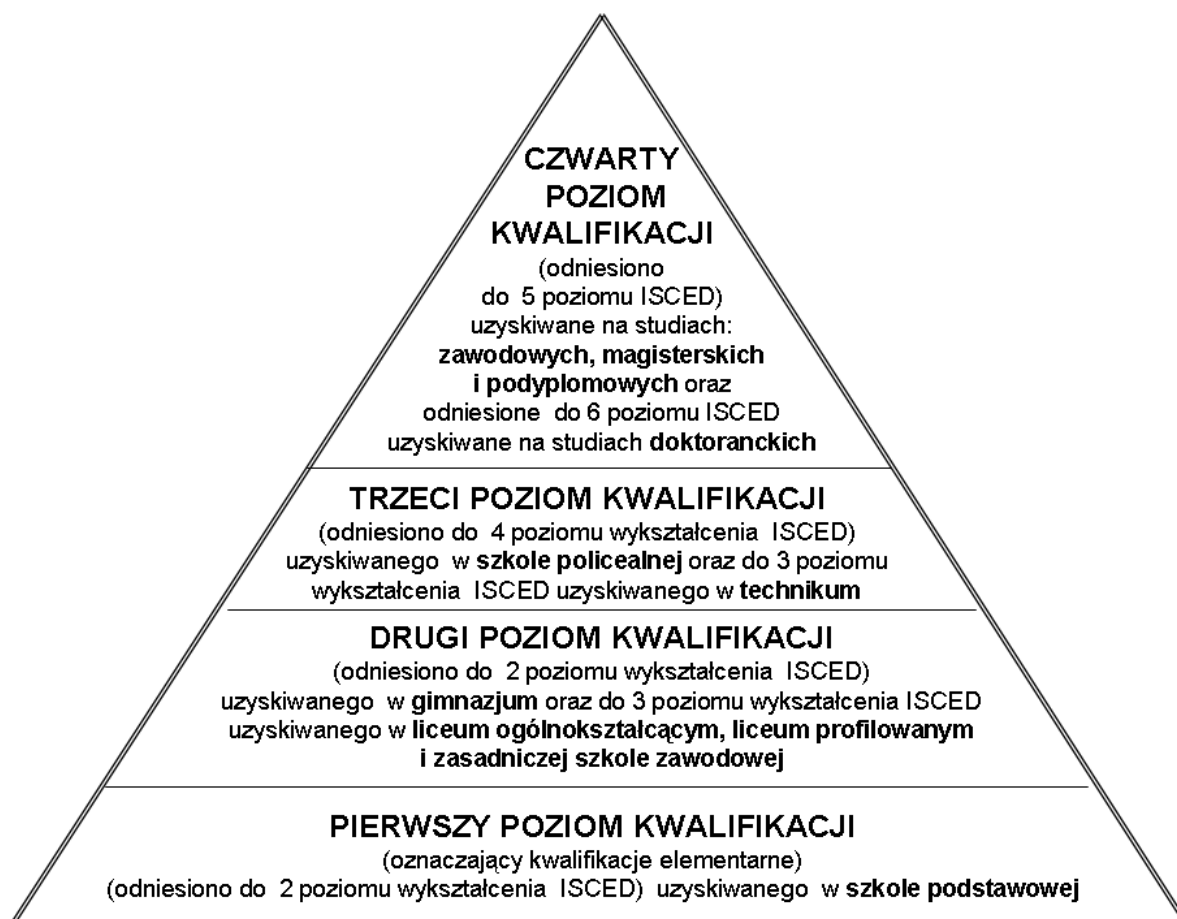 CZWARTY
POZIOM
KWALIFIKACJI
(odniesiono
do 5 poziomu ISCED)
uzyskiwane na studiach:
zawodowych, magisterskich
i podyplomowych oraz
odniesione do 6 poziomu ISCED
uzyskiwane na studiach doktoranckich
TRZECI POZIOM KWALIFIKACJI
(odniesiono do 4 poziomu wykształcenia ISCED)
uzyskiwanego w szkole policealnej oraz do 3 poziomu
wykształcenia ISCED uzyskiwanego w technikum
DRUGI POZIOM KWALIFIKACJI
(odniesiono do 2 poziomu wykształcenia ISCED)
uzyskiwanego w gimnazjum oraz do 3 poziomu wykształcenia ISCED
uzyskiwanego w liceum ogólnokształcącym, liceum profilowanym
i zasadniczej szkole zawodowej
PIERWSZY POZIOM KWALIFIKACJI
(oznaczający kwalifikacje elementarne)
(odniesiono do 2 poziomu wykształcenia ISCED) uzyskiwanego w szkole podstawowej